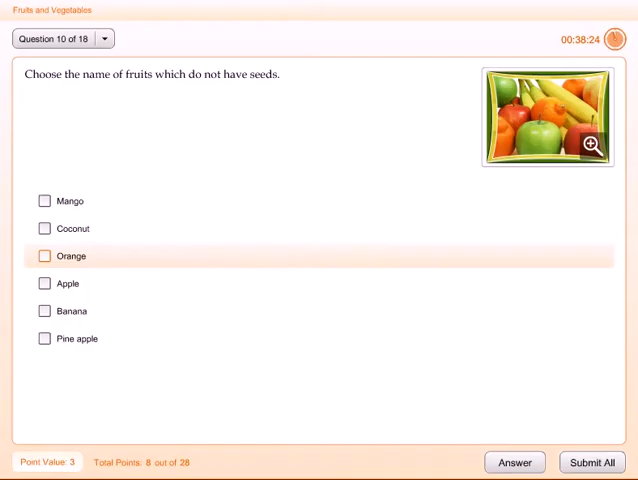 Fruits and Vegetables
Question 10 of 18
00:38:24
Choose the name of fruits which do not have seeds.
Mango
Coconut
Orange
Apple
Banana
Pine apple
Point Value: 3 Total Points: 8 out of 28
Answer Submit All